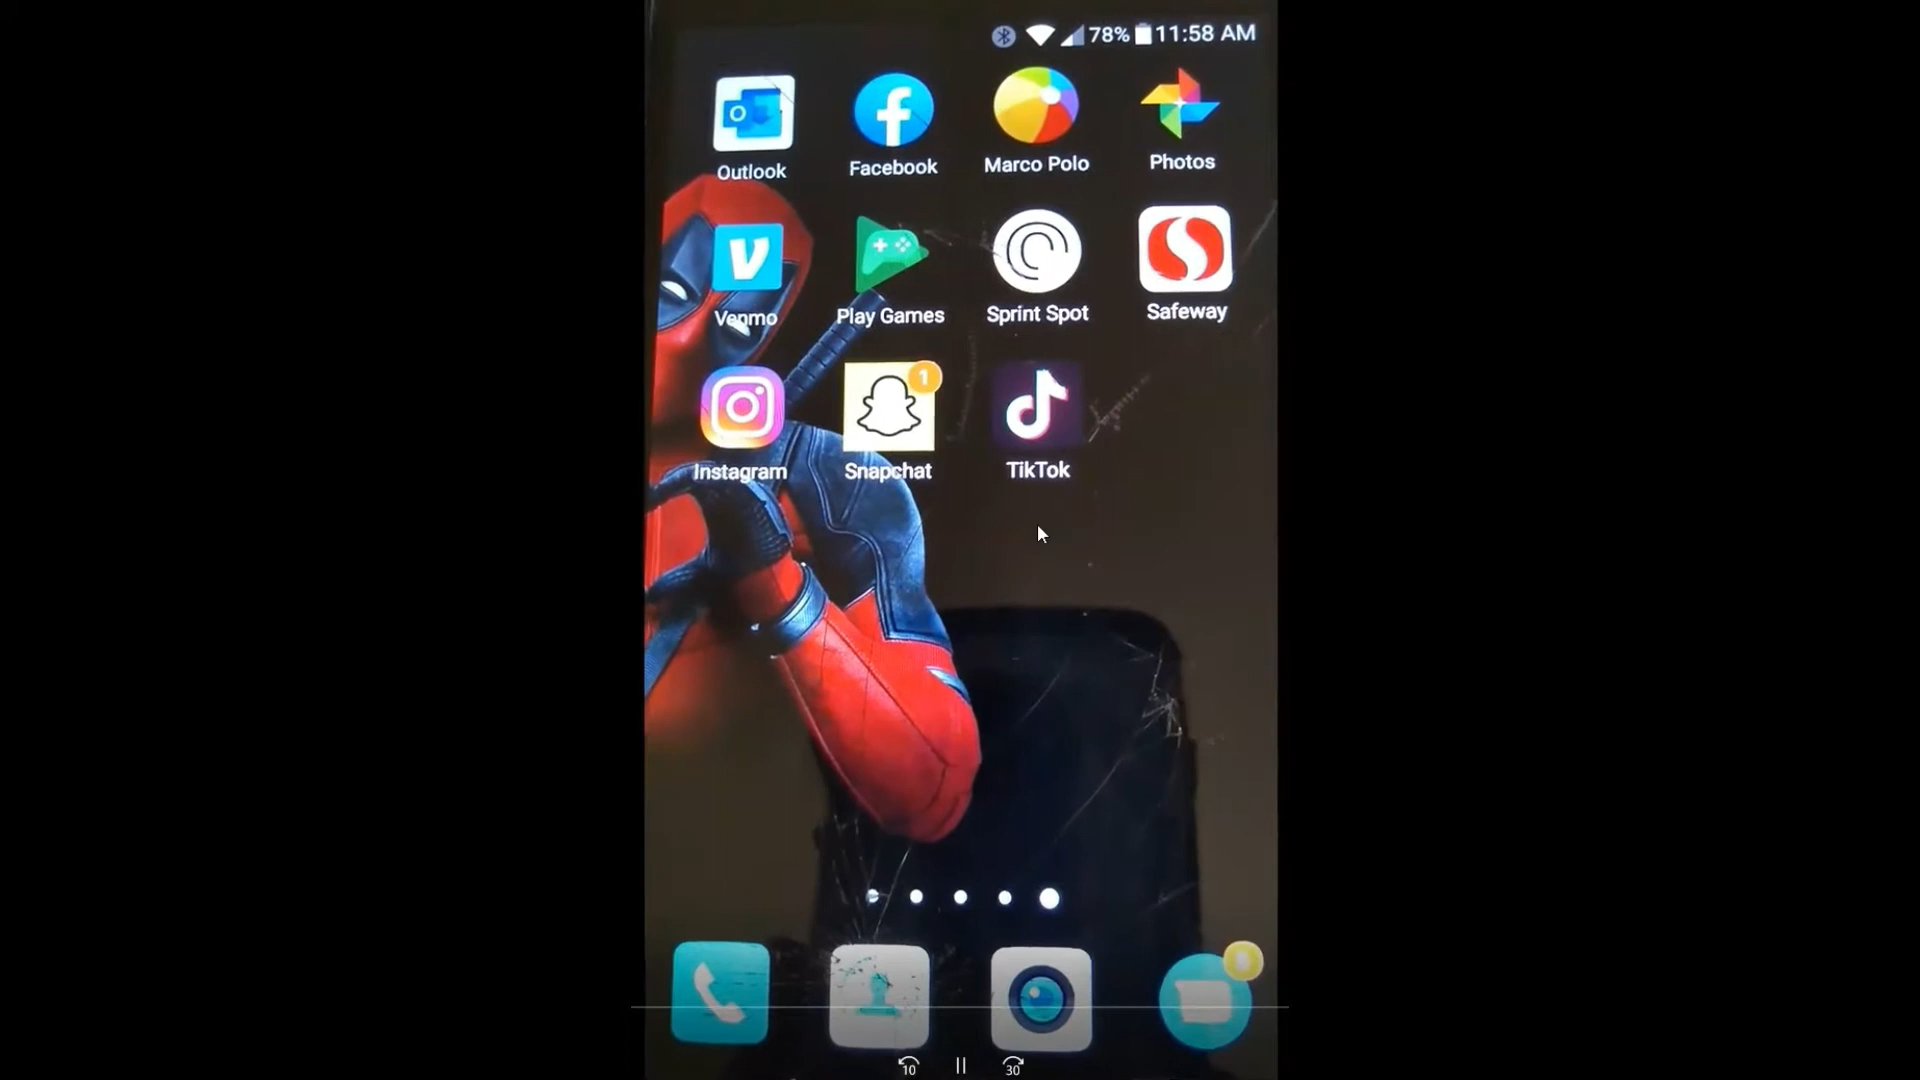 78% 11:58 AM
Outlook Facebook Marco Polo Photos
Venmo Play Games Sprint Spot Safeway
Instagram 1 Snapchat TikTok
10 30